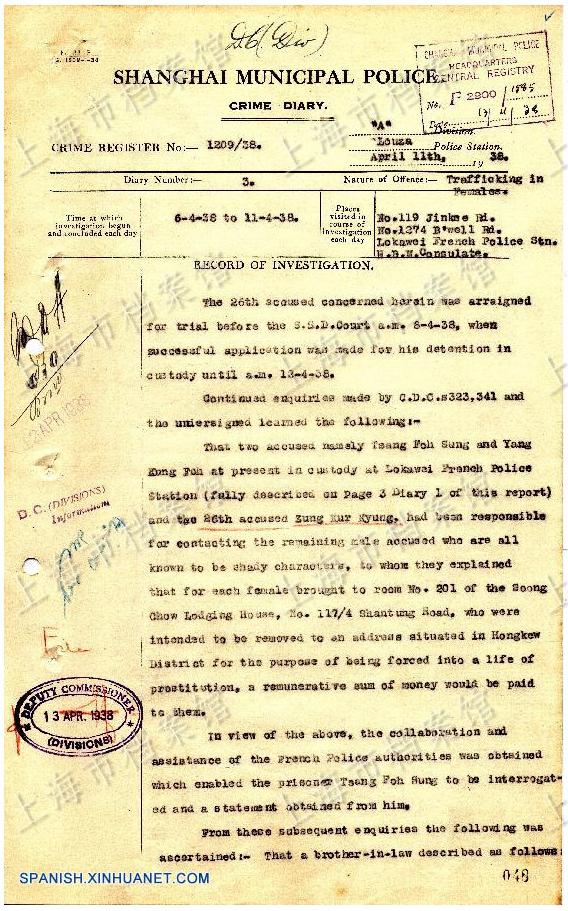 D.C. (Div)
SHANGHAI MUNICIPAL POLICE.
SHANGHAI MUNICIPAL POLICE
HEADQUARTERS
CENTRAL REGISTRY
No. F 2800
Date
CRIME DIARY.
"A" Division.
CRIME REGISTER No:— 1209/38.
Louza Police Station.
April 11th, 19 38.
Diary Number:— 3.
Nature of Offence:— Trafficking in
Females.
Time at which
investigation begun
and concluded each day
6-4-38 to 11-4-38.
Places
visited in
course of
investigation
each day
No.119 Jinkee Rd.
No.1274 B'well Rd.
Lokawei French Police Stn.
H.B.M.Consulate.
RECORD OF INVESTIGATION.
The 26th accused concerned herein was arraigned
for trial before the S.S.D.Court a.m. 6-4-38, when
successful application was made for his detention in
custody until a.m. 12-4-38.
Continued enquiries made by C.D.C.s323,341 and
the undersigned learned the following:-
That two accused namely Tsang Foh Sung and Yang
Kong Foh at present in custody at Lokawei French Police
Station (fully described on page 3 Diary 1 of this report)
and the 26th accused Zung Kur Kyung, had been responsible
for contacting the remaining male accused who are all
known to be shady characters, to whom they explained
that for each female brought to room No. 201 of the Soong
Chow Lodging House, No. 117/4 Shantung Road, who were
intended to be removed to an address situated in Hongkew
District for the purpose of being forced into a life of
prostitution, a remunerative sum of money would be paid
to them.
In view of the above, the collaboration and
assistance of the French Police authorities was obtained
which enabled the prisoner Tsang Foh Sung to be interrogat-
ed and a statement obtained from him.
From these subsequent enquiries the following was
ascertained:- That a brother-in-law described as follows:
12 APR 1938
D.C. (DIVISIONS)
Information
File
DEPUTY COMMISSIONER
13 APR. 1938
(DIVISIONS)
046
上海市档案馆
SPANISH.XINHUANET.COM